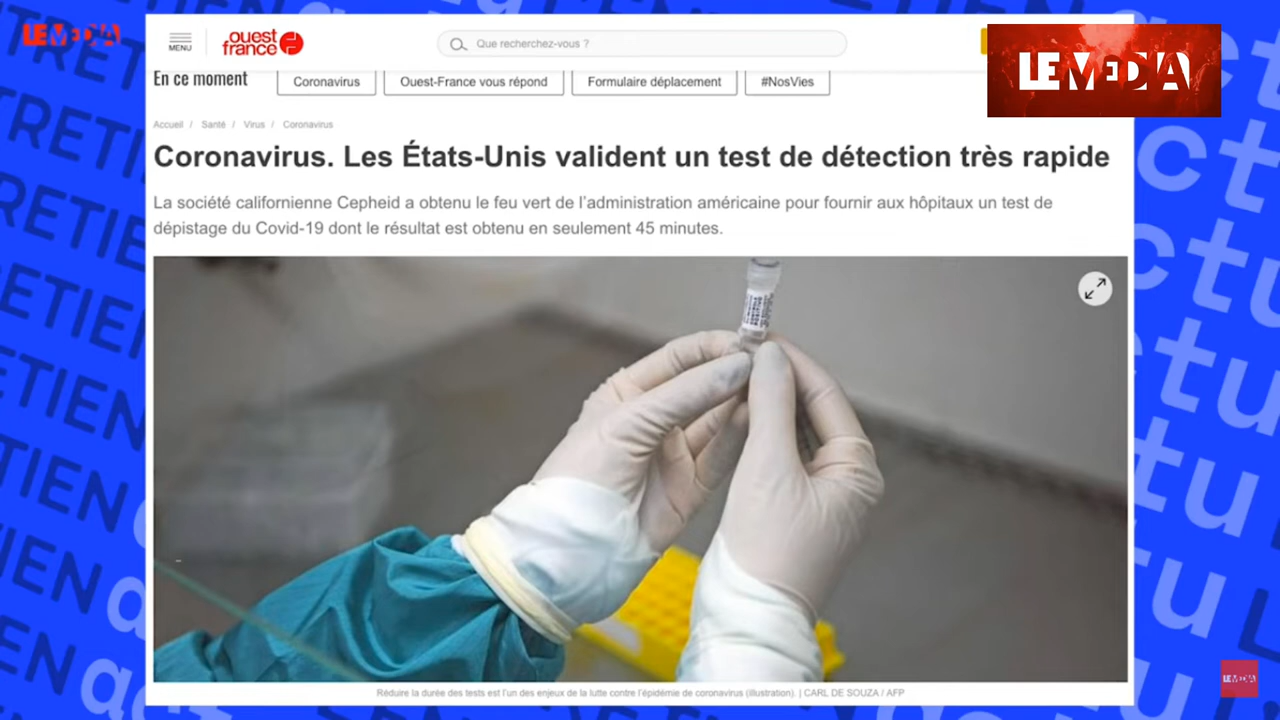 LEMEDIA
MENU
ouest
france
Que recherchez-vous ?
LEMEDIA
En ce moment
Coronavirus
Ouest-France vous répond
Formulaire déplacement
#NosVies
Accueil / Santé / Virus / Coronavirus
Coronavirus. Les États-Unis valident un test de détection très rapide
La société californienne Cepheid a obtenu le feu vert de l'administration américaine pour fournir aux hôpitaux un test de
dépistage du Covid-19 dont le résultat est obtenu en seulement 45 minutes.
Réduire la durée des tests est l'un des enjeux de la lutte contre l'épidémie de coronavirus (illustration). | CARL DE SOUZA / AFP
LEMEDIA